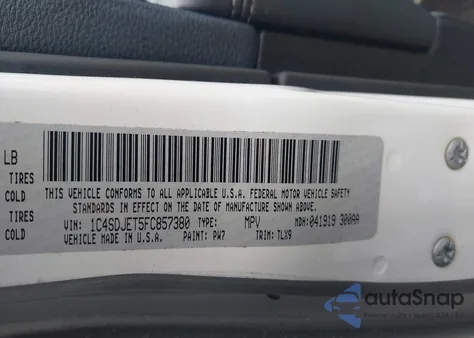 LB
TIRES
COLD
TIRES
COLD
THIS VEHICLE CONFORMS TO ALL APPLICABLE U.S.A. FEDERAL MOTOR VEHICLE SAFETY
STANDARDS IN EFFECT ON THE DATE OF MANUFACTURE SHOWN ABOVE.
VIN: 1C4SDJET5FC857380 TYPE: MPV MDH: 041919 300AA
VEHICLE MADE IN U.S.A. PAINT: PW7 TRIM: TLX9
autoSnap